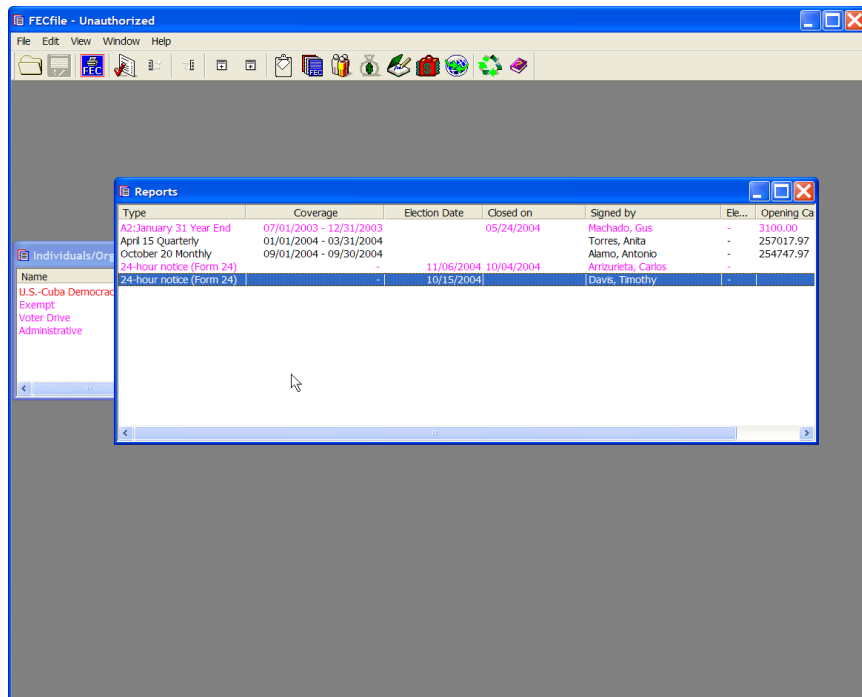 FECfile - Unauthorized
File Edit View Window Help
FEC FEC
Reports
Type Coverage Election Date Closed on Signed by Ele... Opening Ca
A2:January 31 Year End 07/01/2003 - 12/31/2003 05/24/2004 Machado, Gus - 3100.00
April 15 Quarterly 01/01/2004 - 03/31/2004 Torres, Anita - 257017.97
October 20 Monthly 09/01/2004 - 09/30/2004 Alamo, Antonio - 254747.97
24-hour notice (Form 24) - 11/06/2004 10/04/2004 Arrizurieta, Carlos -
24-hour notice (Form 24) - 10/15/2004 Davis, Timothy -
Individuals/Org
Name
U.S.-Cuba Democrac
Exempt
Voter Drive
Administrative